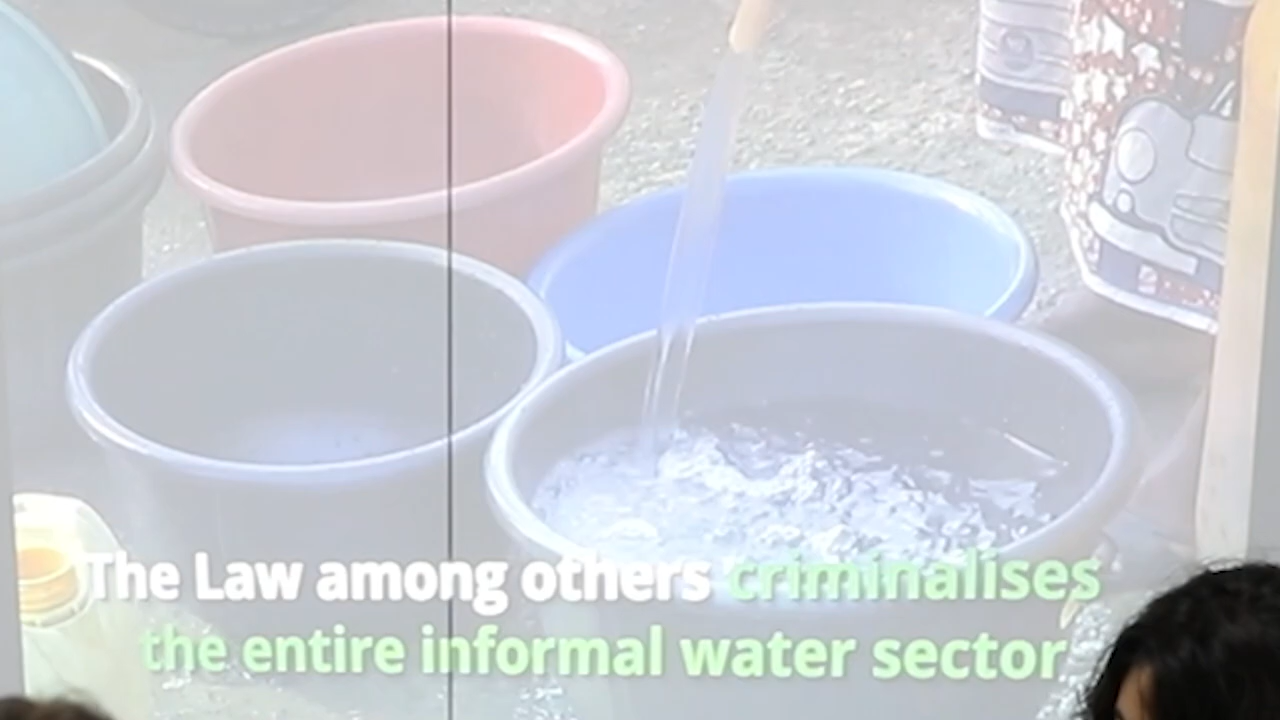 The Law among others criminalises
the entire informal water sector